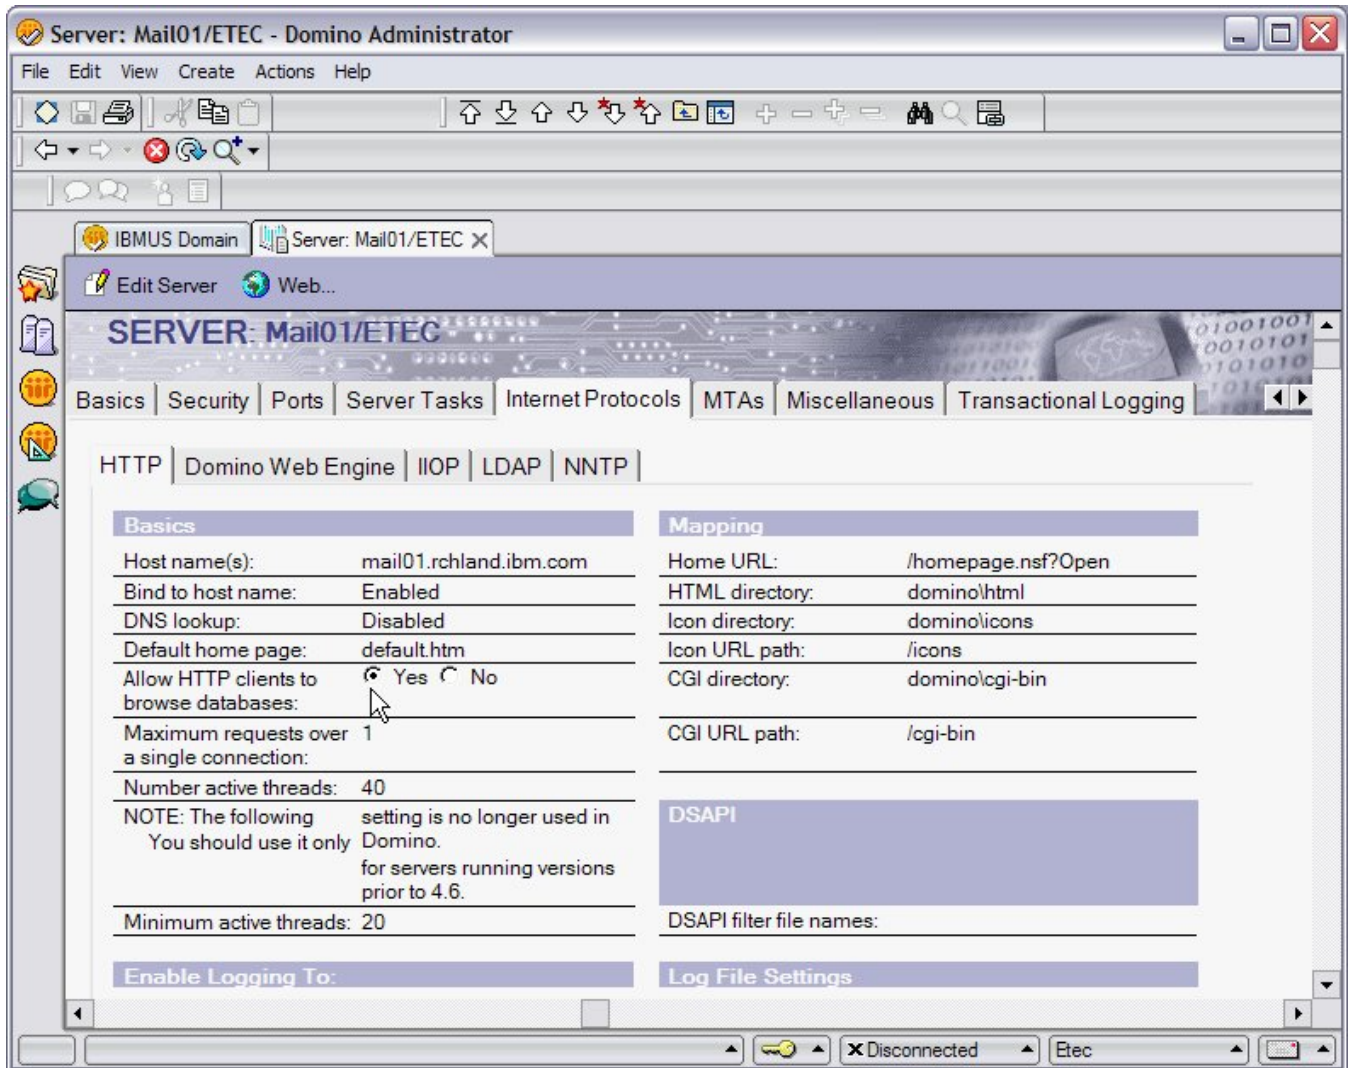 Server: Mail01/ETEC - Domino Administrator
File Edit View Create Actions Help
IBMUS Domain Server: Mail01/ETEC
Edit Server Web...
SERVER: Mail01/ETEC
Basics Security Ports Server Tasks Internet Protocols MTAs Miscellaneous Transactional Logging
HTTP Domino Web Engine IIOP LDAP NNTP
Basics
Host name(s): mail01.rchland.ibm.com
Bind to host name: Enabled
DNS lookup: Disabled
Default home page: default.htm
Allow HTTP clients to Yes No
browse databases:
Maximum requests over 1
a single connection:
Number active threads: 40
NOTE: The following setting is no longer used in
You should use it only Domino.
for servers running versions
prior to 4.6.
Minimum active threads: 20
Enable Logging To:
Mapping
Home URL: /homepage.nsf?Open
HTML directory: domino\html
Icon directory: domino\icons
Icon URL path: /icons
CGI directory: domino\cgi-bin
CGI URL path: /cgi-bin
DSAPI
DSAPI filter file names:
Log File Settings
Disconnected Etec